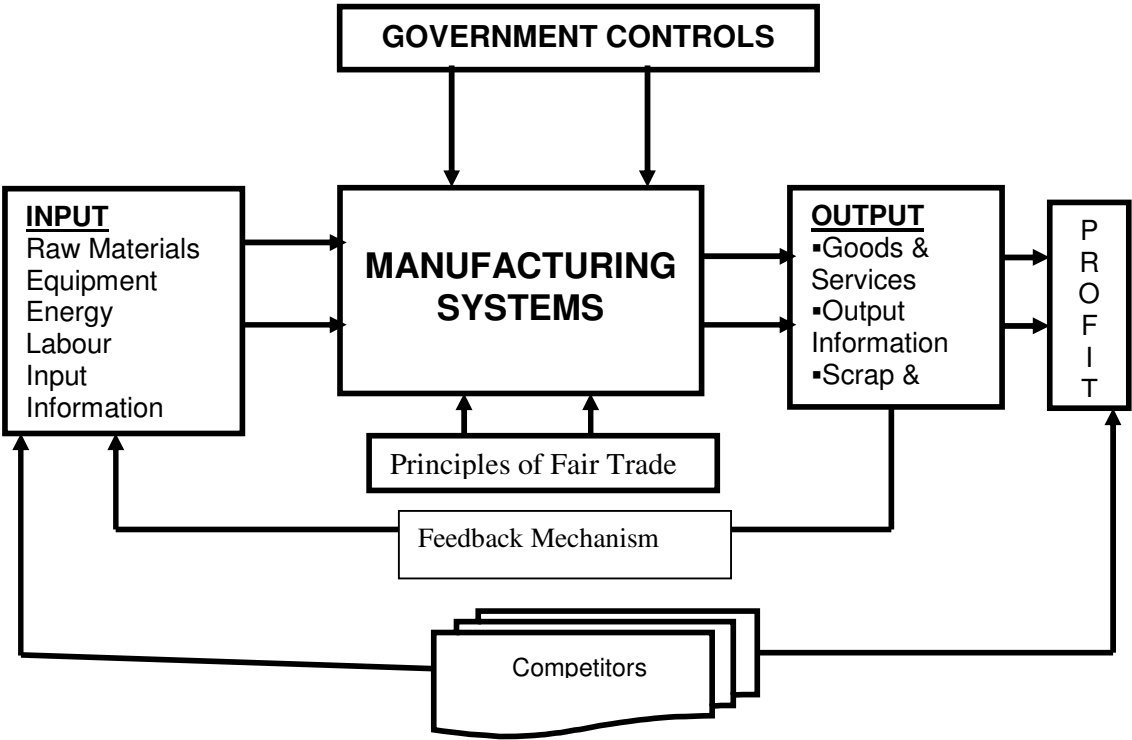 GOVERNMENT CONTROLS
INPUT
Raw Materials
Equipment
Energy
Labour
Input
Information
MANUFACTURING
SYSTEMS
OUTPUT
▪Goods &
Services
▪Output
Information
▪Scrap &
P
R
O
F
I
T
Principles of Fair Trade
Feedback Mechanism
Competitors